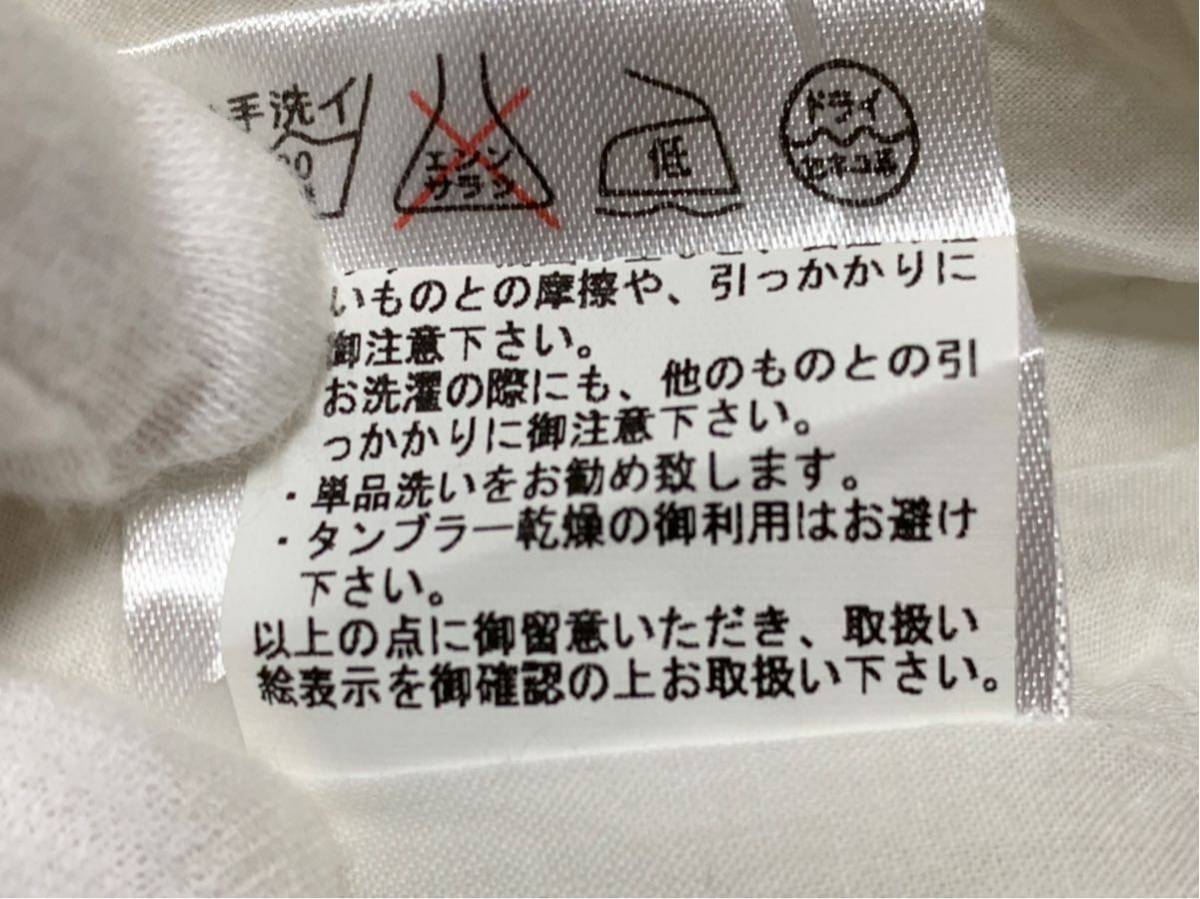 手洗イ
30
エンソ
サラシ
低
ドライ
セキユ系
いものとの摩擦や、引っかかりに
御注意下さい。
お洗濯の際にも、他のものとの引
っかかりに御注意下さい。
・単品洗いをお勧め致します。
・タンブラー乾燥の御利用はお避け
下さい。
以上の点に御留意いただき、取扱い
絵表示を御確認の上お取扱い下さい。